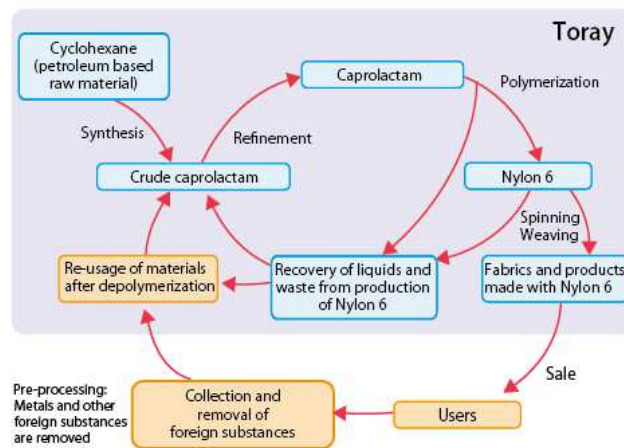 Toray
Cyclohexane
(petroleum based
raw material)
Caprolactam
Polymerization
Synthesis
Refinement
Crude caprolactam
Nylon 6
Spinning
Weaving
Re-usage of materials
after depolymerization
Recovery of liquids and
waste from production
of Nylon 6
Fabrics and products
made with Nylon 6
Sale
Pre-processing:
Metals and other
foreign substances
are removed
Collection and
removal of
foreign substances
Users